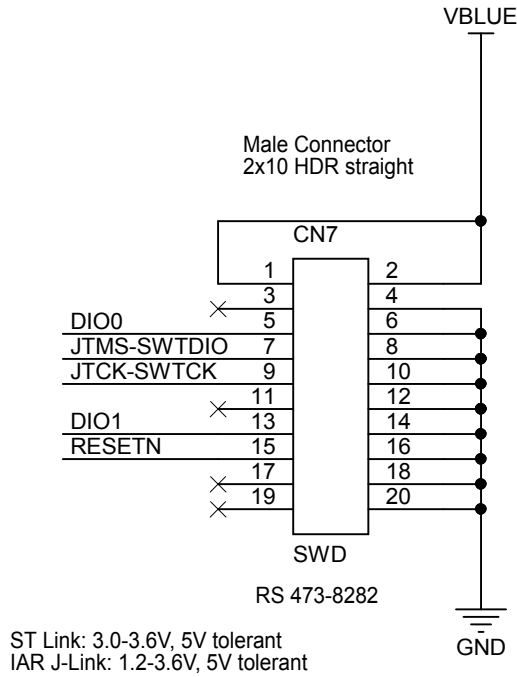 VBLUE
Male Connector
2x10 HDR straight
CN7
1 2
3 4
DIO0 5 6
JTMS-SWTDIO 7 8
JTCK-SWTCK 9 10
11 12
DIO1 13 14
RESETN 15 16
17 18
19 20
SWD
RS 473-8282
GND
ST Link: 3.0-3.6V, 5V tolerant
IAR J-Link: 1.2-3.6V, 5V tolerant